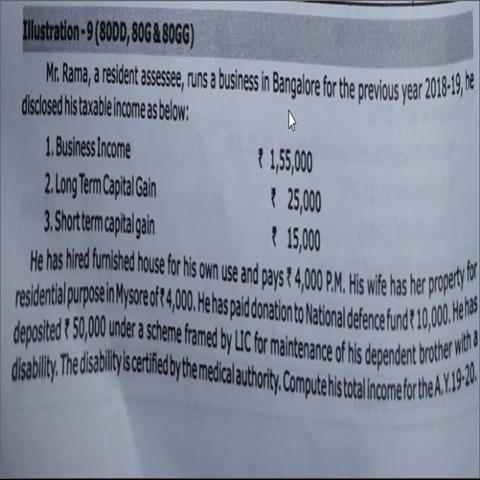 Illustration - 9 (80DD, 80G & 80GG)
Mr. Rama, a resident assessee, runs a business in Bangalore for the previous year 2018-19, he
disclosed his taxable income as below:
1. Business Income ₹ 1,55,000
2. Long Term Capital Gain ₹ 25,000
3. Short term capital gain ₹ 15,000
He has hired furnished house for his own use and pays ₹ 4,000 P.M. His wife has her property for
residential purpose in Mysore of ₹ 4,000. He has paid donation to National defence fund ₹ 10,000. He has
deposited ₹ 50,000 under a scheme framed by LIC for maintenance of his dependent brother with a
disability. The disability is certified by the medical authority. Compute his total income for the A.Y. 19-20.